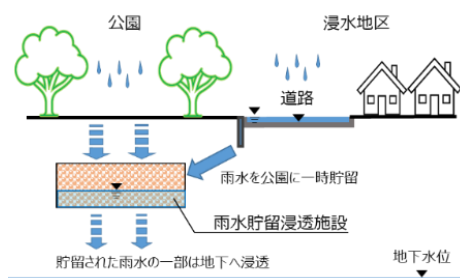 公園
浸水地区
道路
雨水を公園に一時貯留
雨水貯留浸透施設
貯留された雨水の一部は地下へ浸透
地下水位